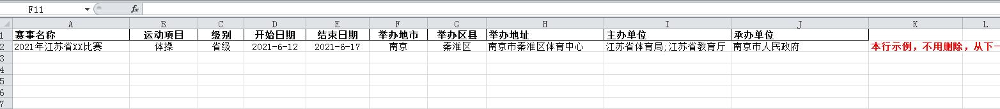 F11 fx
A B C D E F G H I J K L
1 赛事名称 运动项目 级别 开始日期 结束日期 举办地市 举办区县 举办地址 主办单位 承办单位
2 2021年江苏省XX比赛 体操 省级 2021-6-12 2021-6-17 南京 秦淮区 南京市秦淮区体育中心 江苏省体育局;江苏省教育厅 南京市人民政府 本行示例，不用删除，从下一
3
4
5
6
7